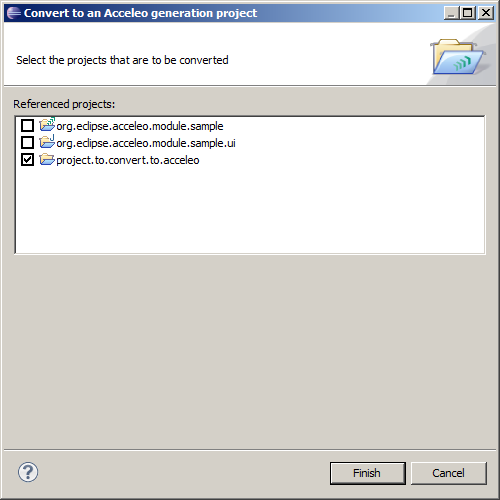 Convert to an Acceleo generation project
Select the projects that are to be converted
Referenced projects:
org.eclipse.acceleo.module.sample
org.eclipse.acceleo.module.sample.ui
project.to.convert.to.acceleo
Finish
Cancel